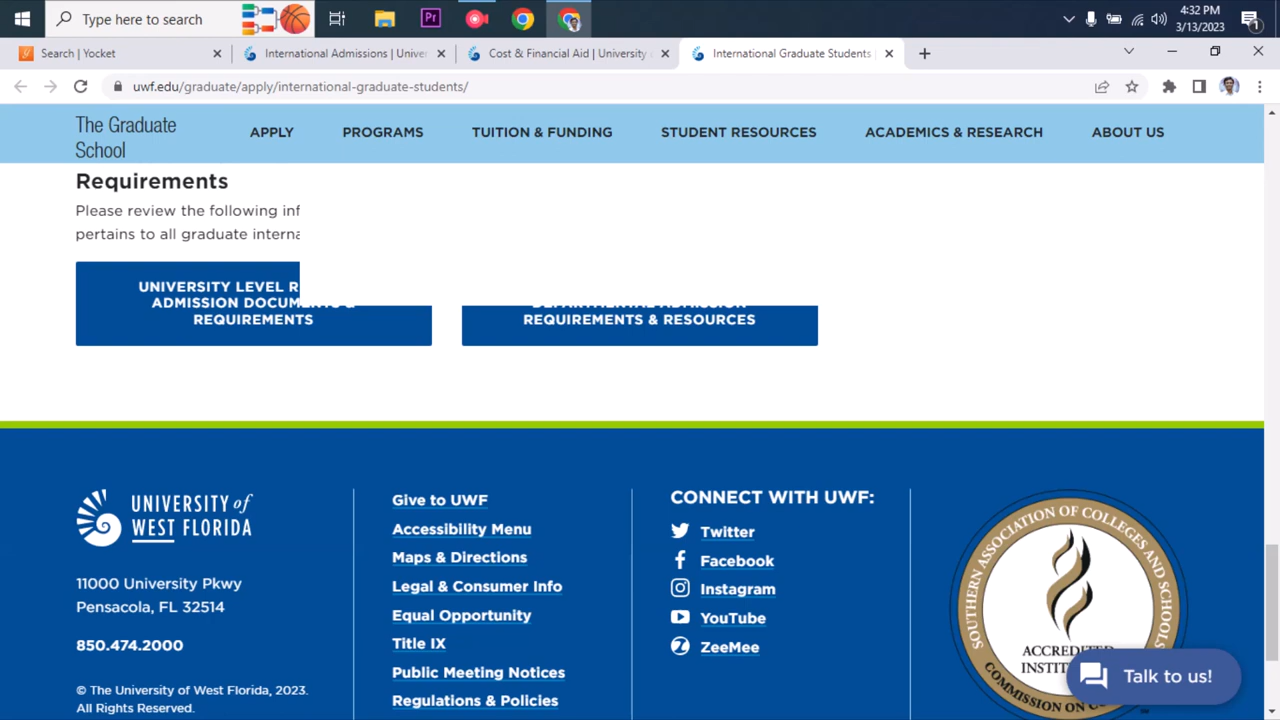 Type here to search
4:32 PM
3/13/2023
Search | Yocket
International Admissions | Unive
Cost & Financial Aid | University
International Graduate Students
uwf.edu/graduate/apply/international-graduate-students/
The Graduate
School
APPLY
PROGRAMS
TUITION & FUNDING
STUDENT RESOURCES
ACADEMICS & RESEARCH
ABOUT US
Requirements
Please review the following inf
pertains to all graduate interna
UNIVERSITY LEVEL R
ADMISSION DOCUMENTS &
REQUIREMENTS
DEPARTMENTAL ADMISSION
REQUIREMENTS & RESOURCES
UNIVERSITY of
WEST FLORIDA
11000 University Pkwy
Pensacola, FL 32514
850.474.2000
© The University of West Florida, 2023.
All Rights Reserved.
Give to UWF
Accessibility Menu
Maps & Directions
Legal & Consumer Info
Equal Opportunity
Title IX
Public Meeting Notices
Regulations & Policies
CONNECT WITH UWF:
Twitter
Facebook
Instagram
YouTube
ZeeMee
SOUTHERN ASSOCIATION OF COLLEGES AND SCHOOLS
ACCREDITED
COMMISSION ON
Talk to us!